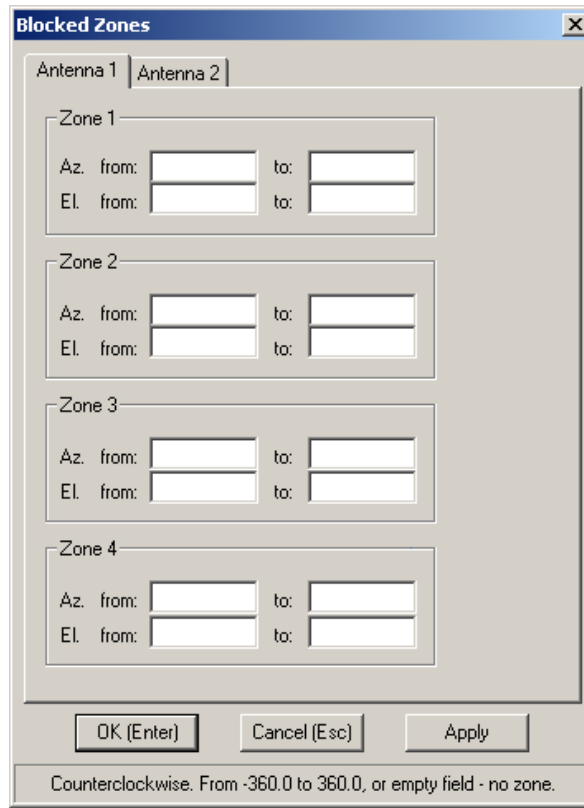 Blocked Zones
Antenna 1 Antenna 2
Zone 1
Az. from: to:
El. from: to:
Zone 2
Az. from: to:
El. from: to:
Zone 3
Az. from: to:
El. from: to:
Zone 4
Az. from: to:
El. from: to:
OK (Enter) Cancel (Esc) Apply
Counterclockwise. From -360.0 to 360.0, or empty field - no zone.